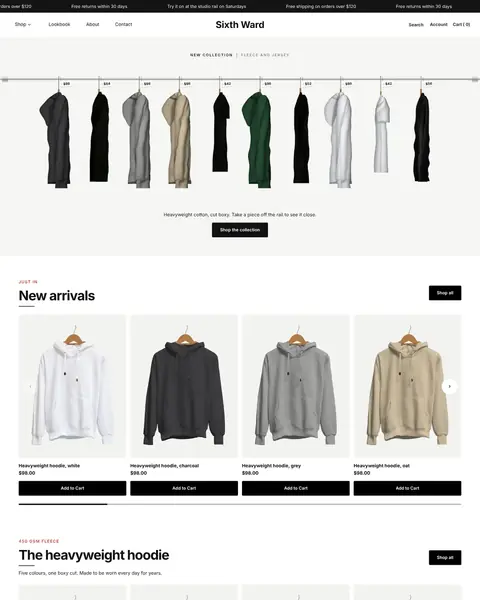 ders over $120
Free returns within 30 days
Try it on at the studio rail on Saturdays
Free shipping on orders over $120
Free returns within 30 days
Shop
Lookbook
About
Contact
Sixth Ward
Search
Account
Cart ( 0)
NEW COLLECTION | FLEECE AND JERSEY
Heavyweight cotton, cut boxy. Take a piece off the rail to see it close.
Shop the collection
JUST IN
New arrivals
Shop all
Heavyweight hoodie, white
$98.00
Add to Cart
Heavyweight hoodie, charcoal
$98.00
Add to Cart
Heavyweight hoodie, grey
$98.00
Add to Cart
Heavyweight hoodie, oat
$98.00
Add to Cart
450 GSM FLEECE
The heavyweight hoodie
Shop all
Five colours, one boxy cut. Made to be worn every day for years.